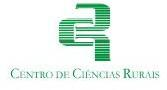 CENTRO DE CIÊNCIAS RURAIS